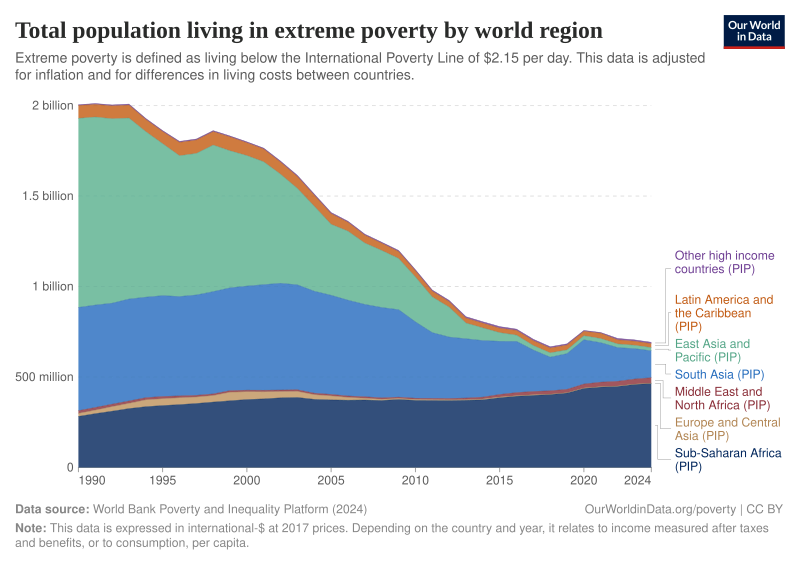 Total population living in extreme poverty by world region
Our World
in Data
Extreme poverty is defined as living below the International Poverty Line of $2.15 per day. This data is adjusted
for inflation and for differences in living costs between countries.
2 billion
1.5 billion
1 billion
500 million
0
1990
1995
2000
2005
2010
2015
2020
2024
Other high income
countries (PIP)
Latin America and
the Caribbean
(PIP)
East Asia and
Pacific (PIP)
South Asia (PIP)
Middle East and
North Africa (PIP)
Europe and Central
Asia (PIP)
Sub-Saharan Africa
(PIP)
Data source: World Bank Poverty and Inequality Platform (2024)
OurWorldinData.org/poverty | CC BY
Note: This data is expressed in international-$ at 2017 prices. Depending on the country and year, it relates to income measured after taxes
and benefits, or to consumption, per capita.